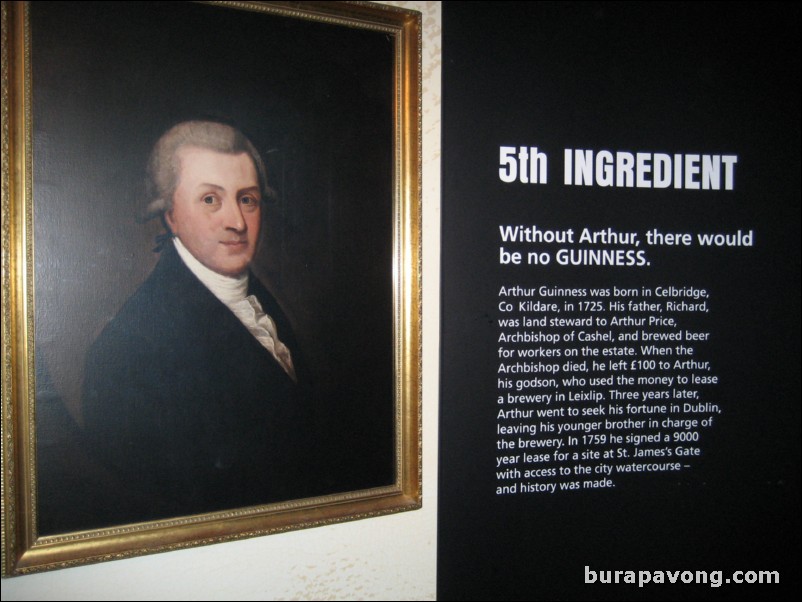 5th INGREDIENT
Without Arthur, there would
be no GUINNESS.
Arthur Guinness was born in Celbridge,
Co Kildare, in 1725. His father, Richard,
was land steward to Arthur Price,
Archbishop of Cashel, and brewed beer
for workers on the estate. When the
Archbishop died, he left £100 to Arthur,
his godson, who used the money to lease
a brewery in Leixlip. Three years later,
Arthur went to seek his fortune in Dublin,
leaving his younger brother in charge of
the brewery. In 1759 he signed a 9000
year lease for a site at St. James's Gate
with access to the city watercourse –
and history was made.
burapavong.com